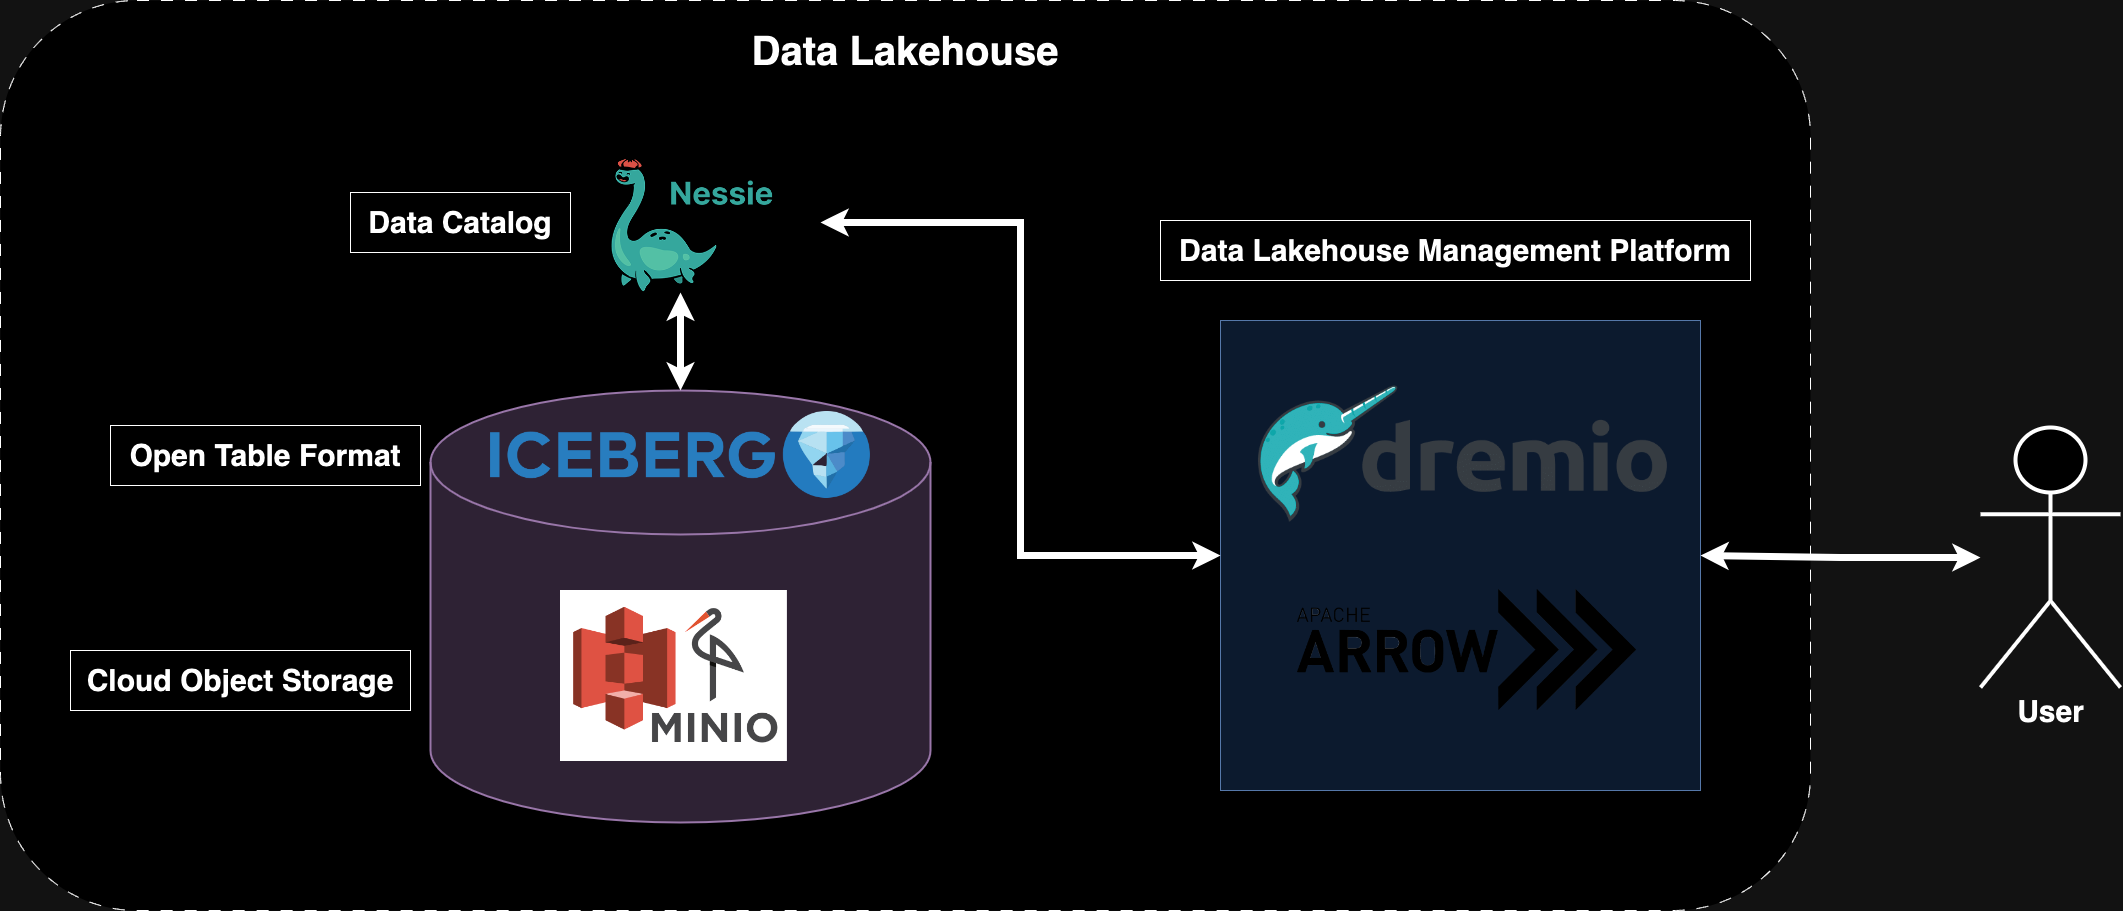 Data Lakehouse
Data Catalog
Nessie
Data Lakehouse Management Platform
Open Table Format
ICEBERG
dremio
Cloud Object Storage
MINIO
APACHE
ARROW
User